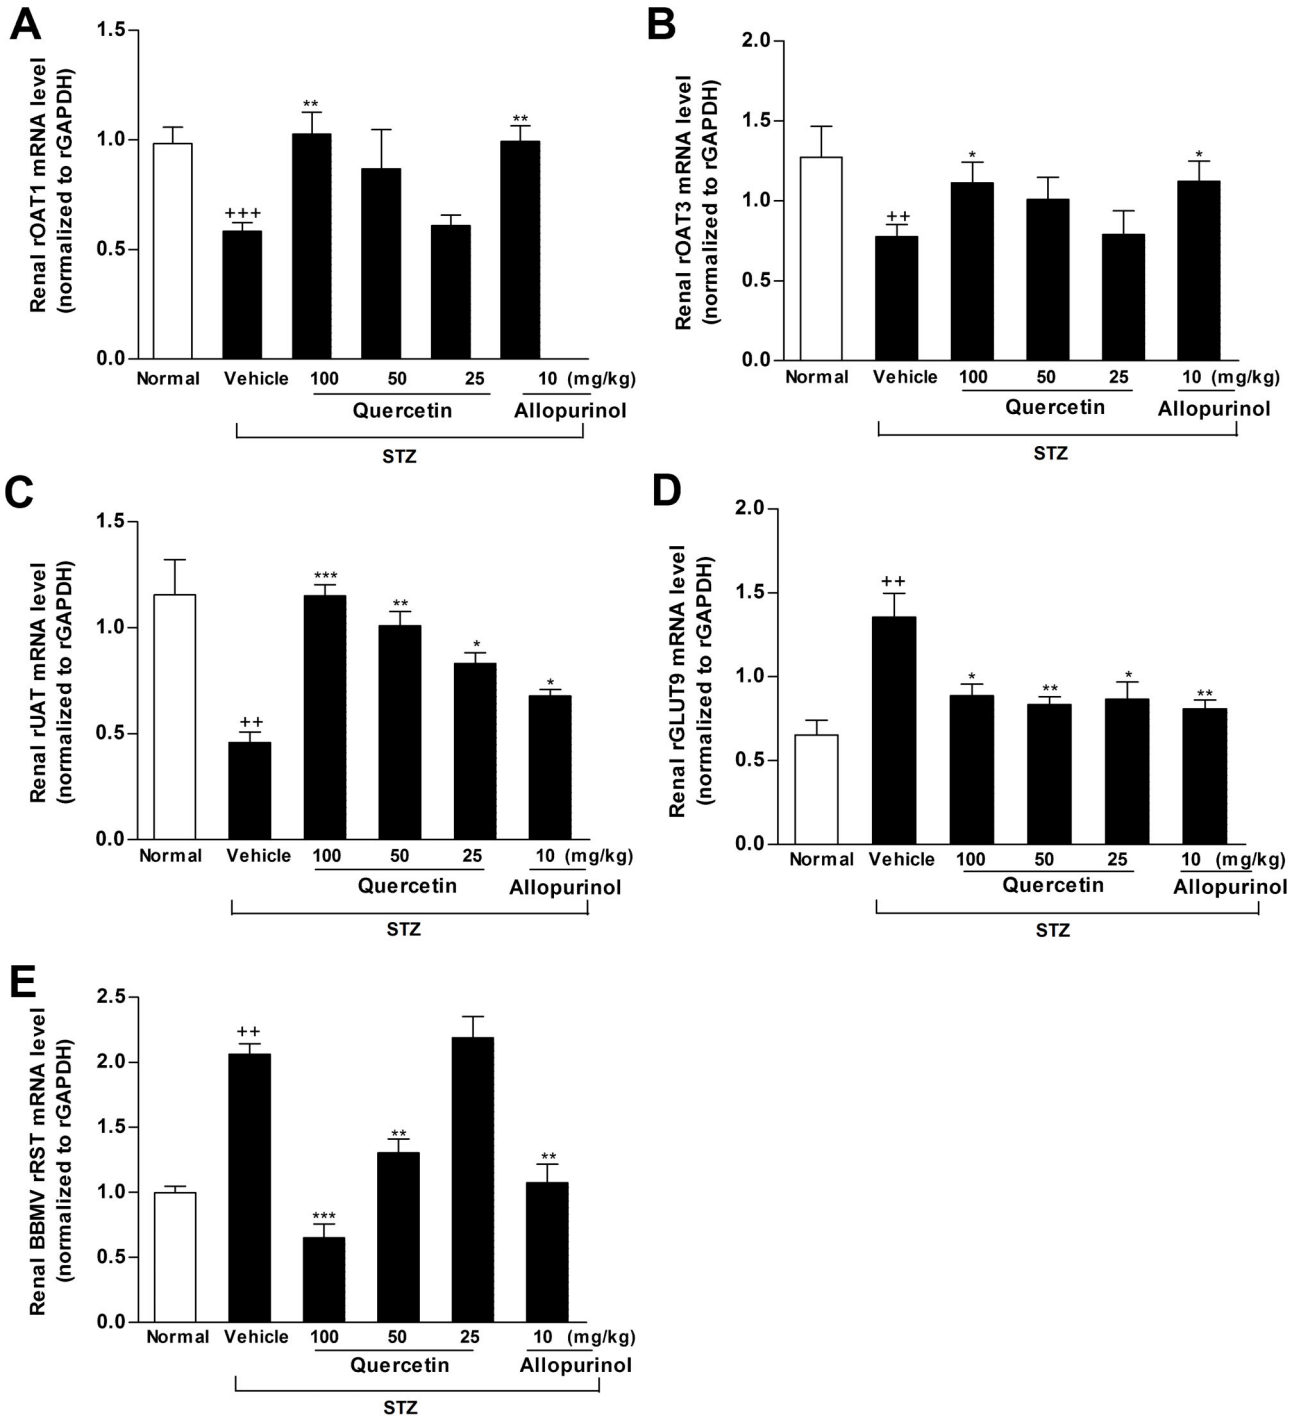 A
Renal rOAT1 mRNA level
(normalized to rGAPDH)
1.5
1.0
0.5
0.0
+++
**
**
Normal Vehicle 100 50 25 10 (mg/kg)
Quercetin Allopurinol
STZ
B
Renal rOAT3 mRNA level
(normalized to rGAPDH)
2.0
1.5
1.0
0.5
0.0
++
*
*
Normal Vehicle 100 50 25 10 (mg/kg)
Quercetin Allopurinol
STZ
C
Renal rUAT mRNA level
(normalized to rGAPDH)
1.5
1.0
0.5
0.0
++
***
**
*
*
Normal Vehicle 100 50 25 10 (mg/kg)
Quercetin Allopurinol
STZ
D
Renal rGLUT9 mRNA level
(normalized to rGAPDH)
2.0
1.5
1.0
0.5
0.0
++
*
**
*
**
Normal Vehicle 100 50 25 10 (mg/kg)
Quercetin Allopurinol
STZ
E
Renal BBMV rRST mRNA level
(normalized to rGAPDH)
2.5
2.0
1.5
1.0
0.5
0.0
++
***
**
**
Normal Vehicle 100 50 25 10 (mg/kg)
Quercetin Allopurinol
STZ